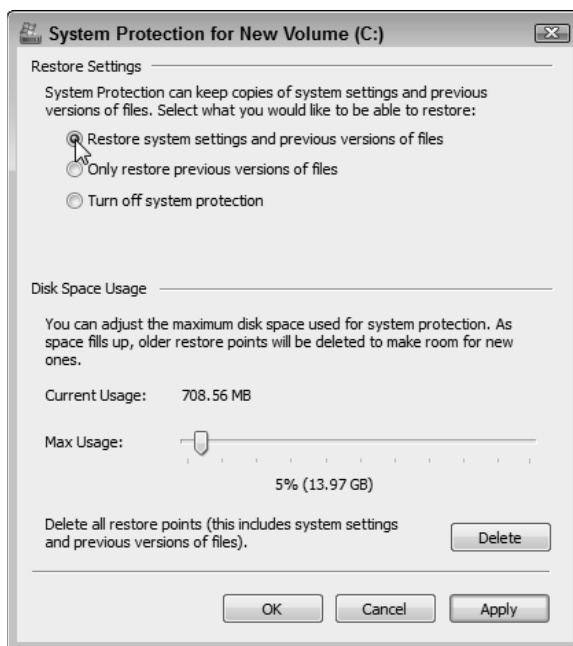 System Protection for New Volume (C:)
Restore Settings
System Protection can keep copies of system settings and previous
versions of files. Select what you would like to be able to restore:
Restore system settings and previous versions of files
Only restore previous versions of files
Turn off system protection
Disk Space Usage
You can adjust the maximum disk space used for system protection. As
space fills up, older restore points will be deleted to make room for new
ones.
Current Usage: 708.56 MB
Max Usage:
5% (13.97 GB)
Delete all restore points (this includes system settings
and previous versions of files).
Delete
OK Cancel Apply